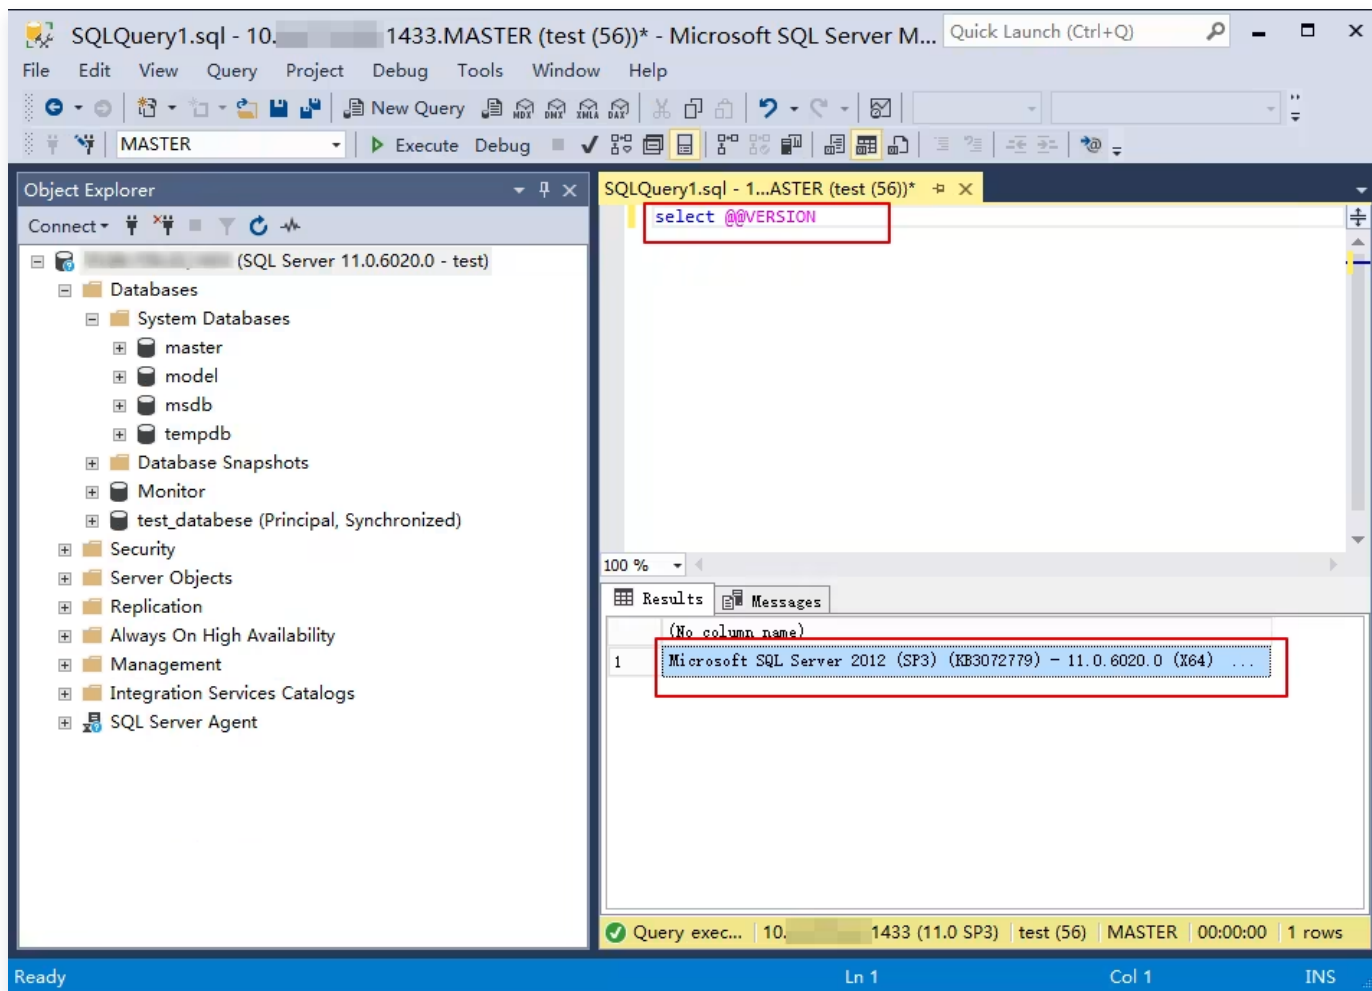 SQLQuery1.sql - 10. 1433.MASTER (test (56))* - Microsoft SQL Server M... Quick Launch (Ctrl+Q)
File Edit View Query Project Debug Tools Window Help
New Query MDX DMX XMLA DAX
MASTER Execute Debug
Object Explorer
Connect
(SQL Server 11.0.6020.0 - test)
Databases
System Databases
master
model
msdb
tempdb
Database Snapshots
Monitor
test_databese (Principal, Synchronized)
Security
Server Objects
Replication
Always On High Availability
Management
Integration Services Catalogs
SQL Server Agent
SQLQuery1.sql - 1...ASTER (test (56))*
select @@VERSION
100 %
Results Messages
(No column name)
1 Microsoft SQL Server 2012 (SP3) (KB3072779) - 11.0.6020.0 (X64) ...
Query exec... 10. 1433 (11.0 SP3) test (56) MASTER 00:00:00 1 rows
Ready Ln 1 Col 1 INS